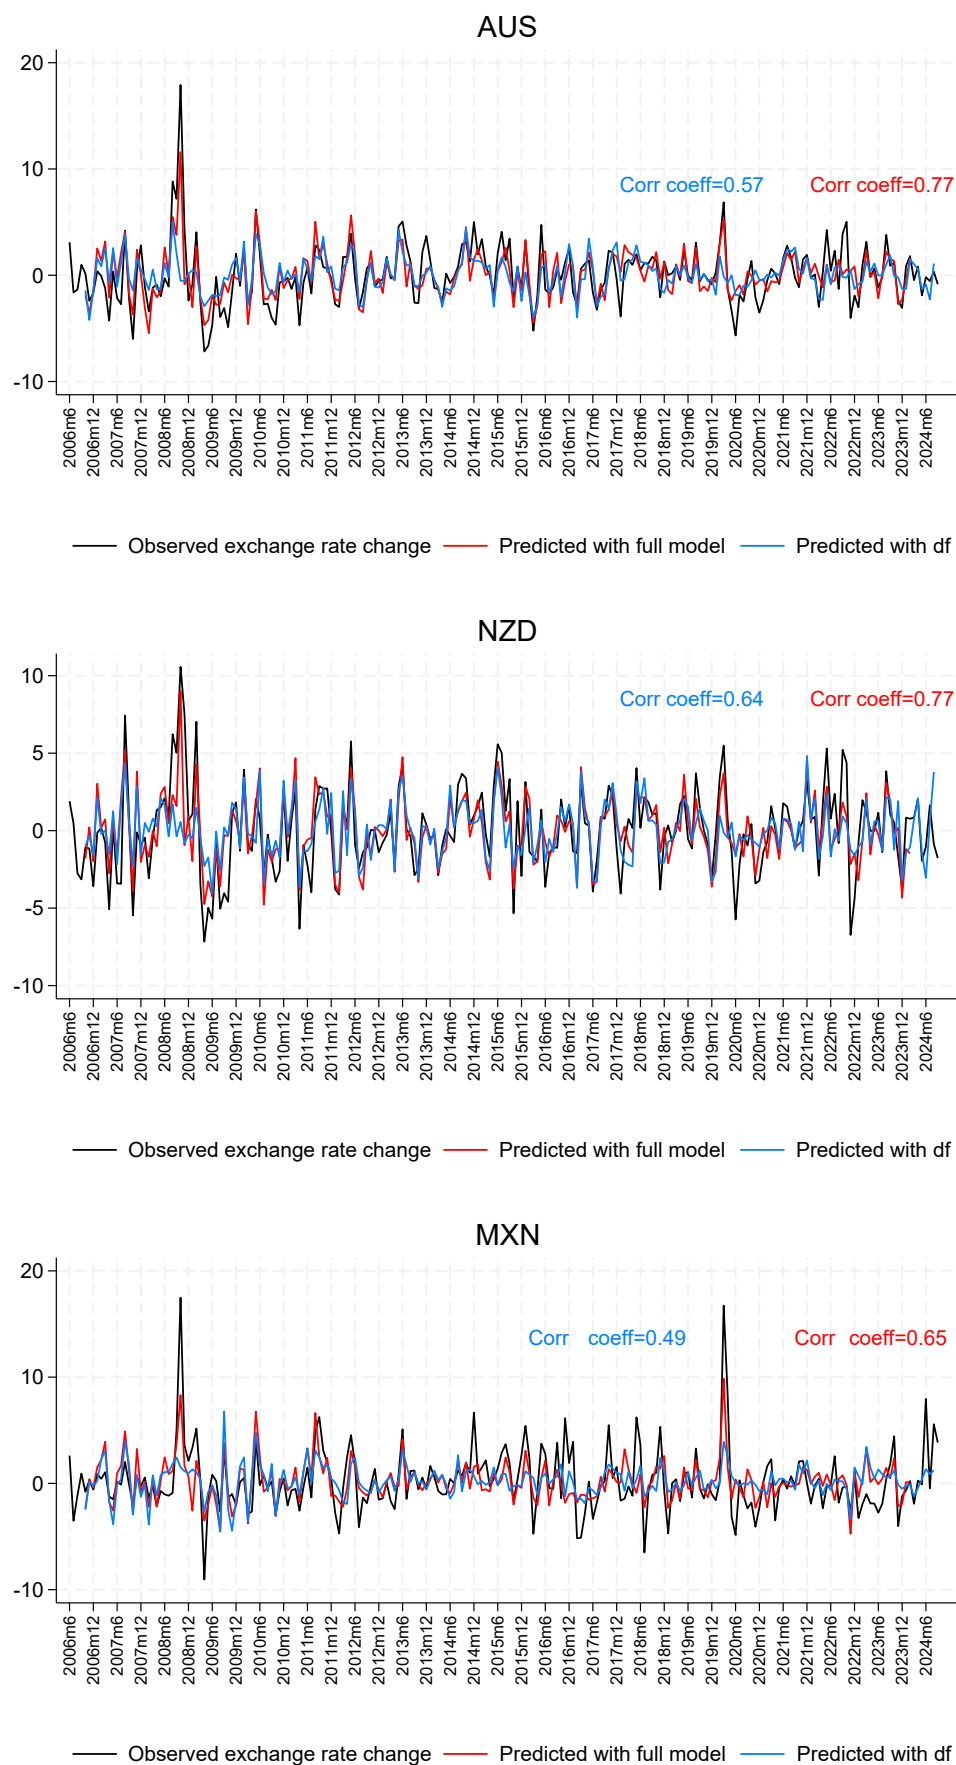 AUS
20
10
0
-10
Corr coeff=0.57 Corr coeff=0.77
2006m6 2006m12 2007m6 2007m12 2008m6 2008m12 2009m6 2009m12 2010m6 2010m12 2011m6 2011m12 2012m6 2012m12 2013m6 2013m12 2014m6 2014m12 2015m6 2015m12 2016m6 2016m12 2017m6 2017m12 2018m6 2018m12 2019m6 2019m12 2020m6 2020m12 2021m6 2021m12 2022m6 2022m12 2023m6 2023m12 2024m6
Observed exchange rate change Predicted with full model Predicted with df
NZD
10
5
0
-5
-10
Corr coeff=0.64 Corr coeff=0.77
2006m6 2006m12 2007m6 2007m12 2008m6 2008m12 2009m6 2009m12 2010m6 2010m12 2011m6 2011m12 2012m6 2012m12 2013m6 2013m12 2014m6 2014m12 2015m6 2015m12 2016m6 2016m12 2017m6 2017m12 2018m6 2018m12 2019m6 2019m12 2020m6 2020m12 2021m6 2021m12 2022m6 2022m12 2023m6 2023m12 2024m6
Observed exchange rate change Predicted with full model Predicted with df
MXN
20
10
0
-10
Corr coeff=0.49 Corr coeff=0.65
2006m6 2006m12 2007m6 2007m12 2008m6 2008m12 2009m6 2009m12 2010m6 2010m12 2011m6 2011m12 2012m6 2012m12 2013m6 2013m12 2014m6 2014m12 2015m6 2015m12 2016m6 2016m12 2017m6 2017m12 2018m6 2018m12 2019m6 2019m12 2020m6 2020m12 2021m6 2021m12 2022m6 2022m12 2023m6 2023m12 2024m6
Observed exchange rate change Predicted with full model Predicted with df